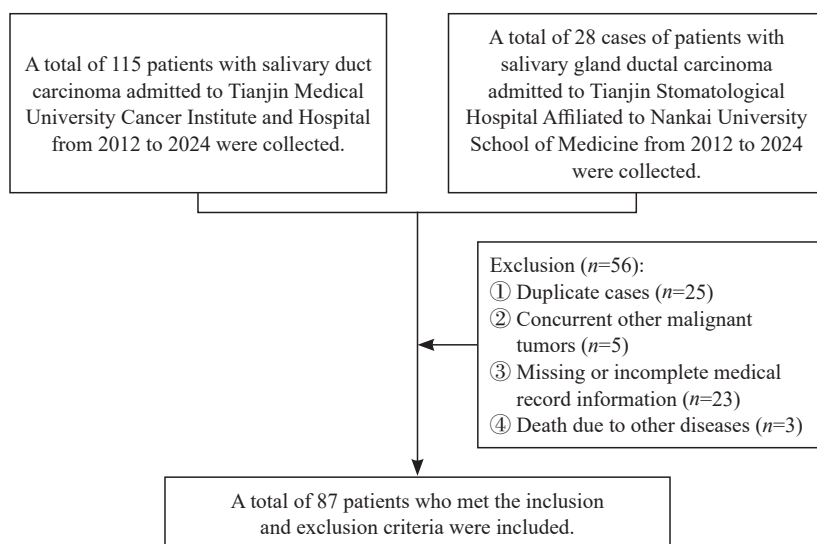 A total of 115 patients with salivary duct
carcinoma admitted to Tianjin Medical
University Cancer Institute and Hospital
from 2012 to 2024 were collected.
A total of 28 cases of patients with
salivary gland ductal carcinoma
admitted to Tianjin Stomatological
Hospital Affiliated to Nankai University
School of Medicine from 2012 to 2024
were collected.
Exclusion (n=56):
① Duplicate cases (n=25)
② Concurrent other malignant
tumors (n=5)
③ Missing or incomplete medical
record information (n=23)
④ Death due to other diseases (n=3)
A total of 87 patients who met the inclusion
and exclusion criteria were included.